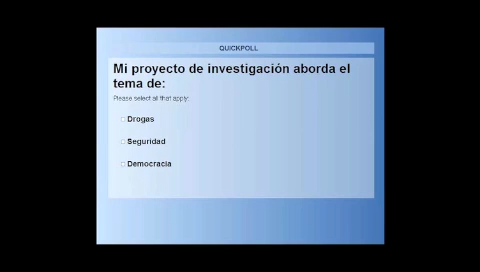 QUICKPOLL
Mi proyecto de investigación aborda el
tema de:
Please select all that apply:
Drogas
Seguridad
Democracia